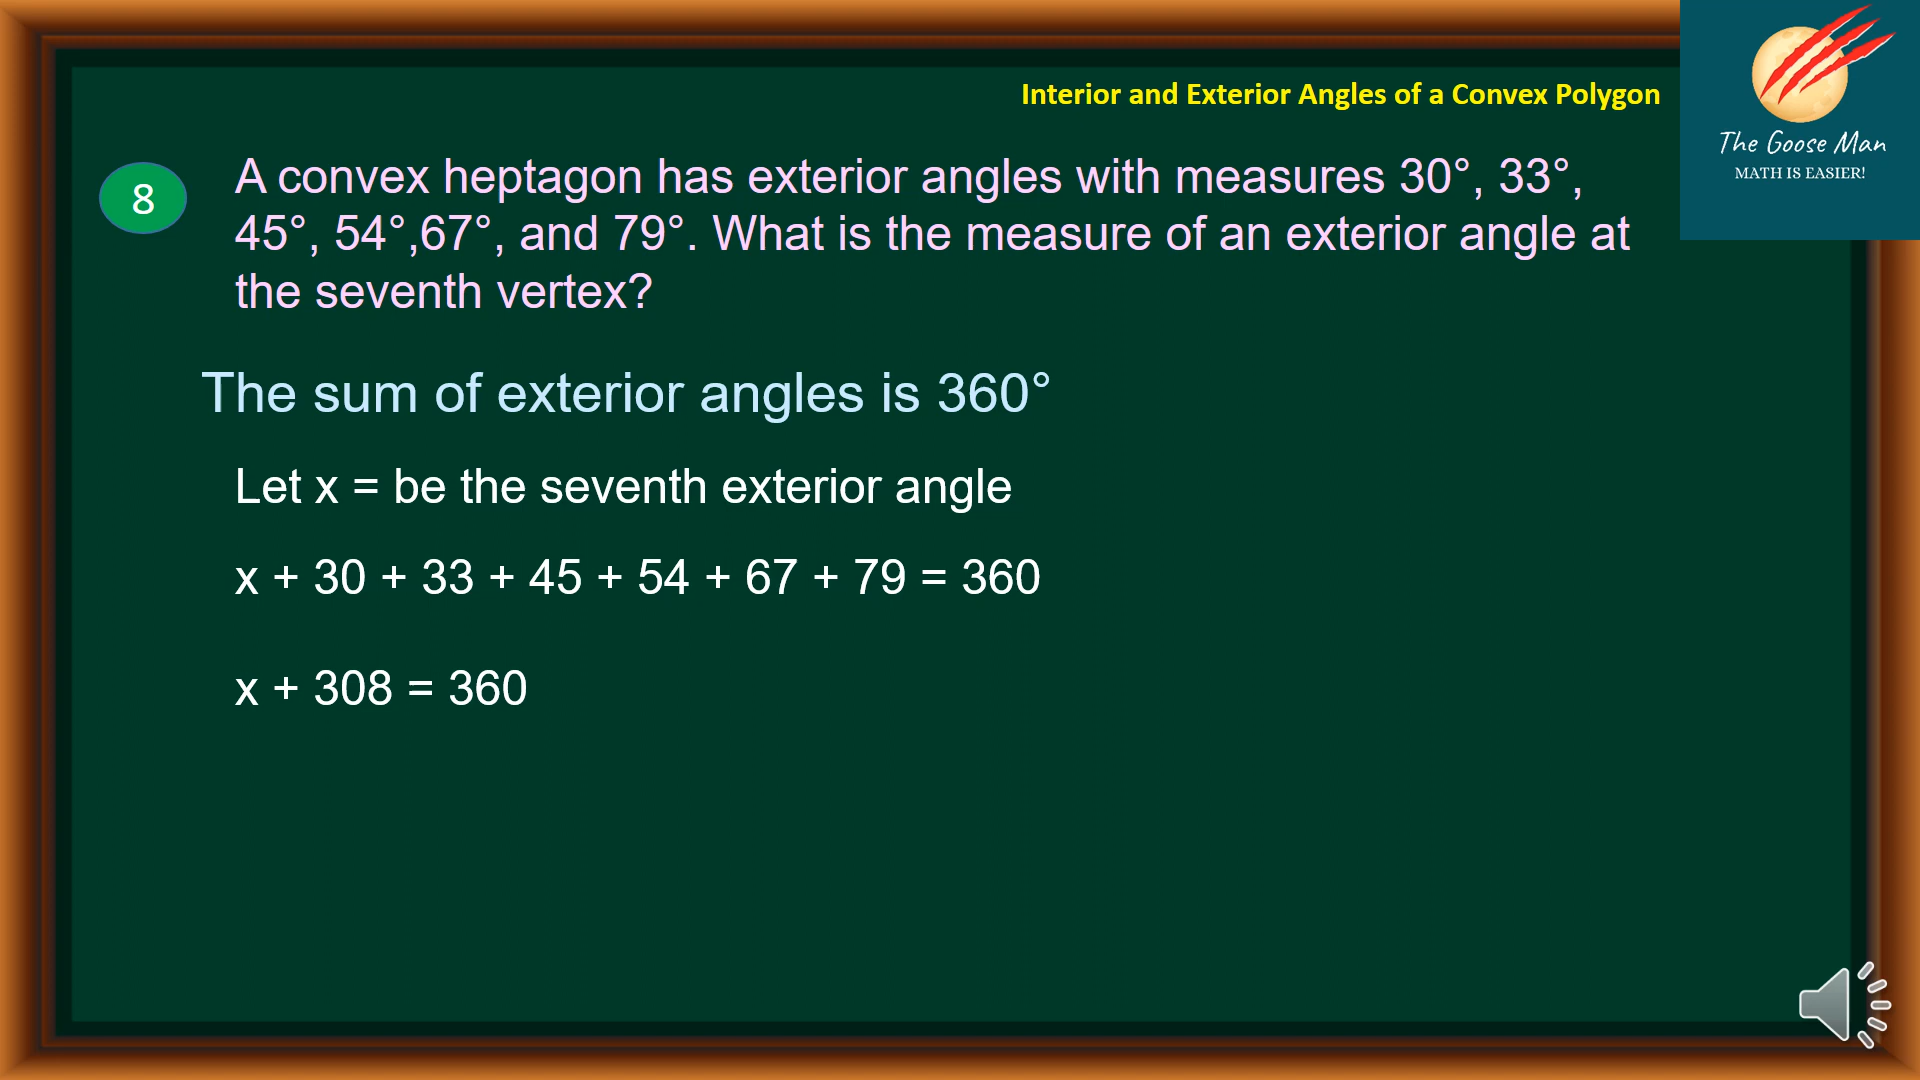 Interior and Exterior Angles of a Convex Polygon
The Goose Man
MATH IS EASIER!
8
A convex heptagon has exterior angles with measures 30°, 33°,
45°, 54°,67°, and 79°. What is the measure of an exterior angle at
the seventh vertex?
The sum of exterior angles is 360°
Let x = be the seventh exterior angle
x + 30 + 33 + 45 + 54 + 67 + 79 = 360
x + 308 = 360